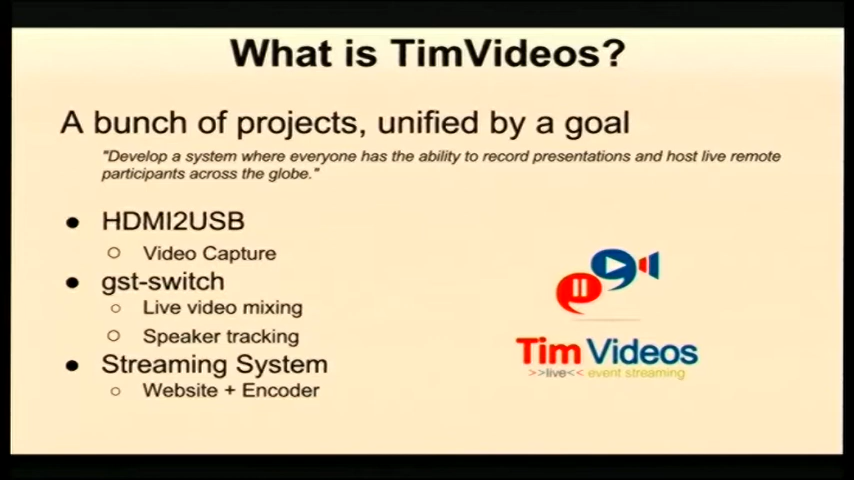 What is TimVideos?
A bunch of projects, unified by a goal
"Develop a system where everyone has the ability to record presentations and host live remote
participants across the globe."
● HDMI2USB
○ Video Capture
● gst-switch
○ Live video mixing
○ Speaker tracking
● Streaming System
○ Website + Encoder
Tim Videos
>>live<< event streaming